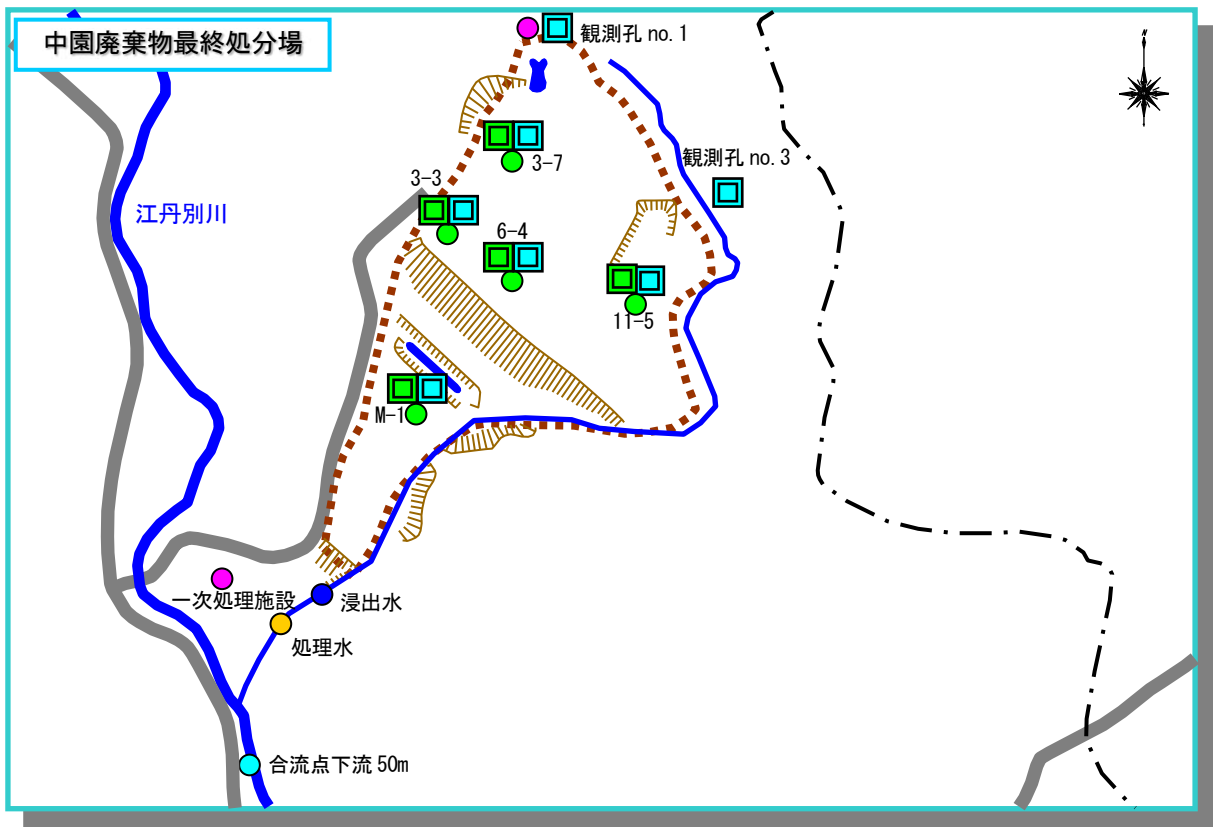 中園廃棄物最終処分場
観測孔 no.1
N
3-7
観測孔 no.3
3-3
江丹別川
6-4
11-5
M-1
一次処理施設
浸出水
処理水
合流点下流 50m